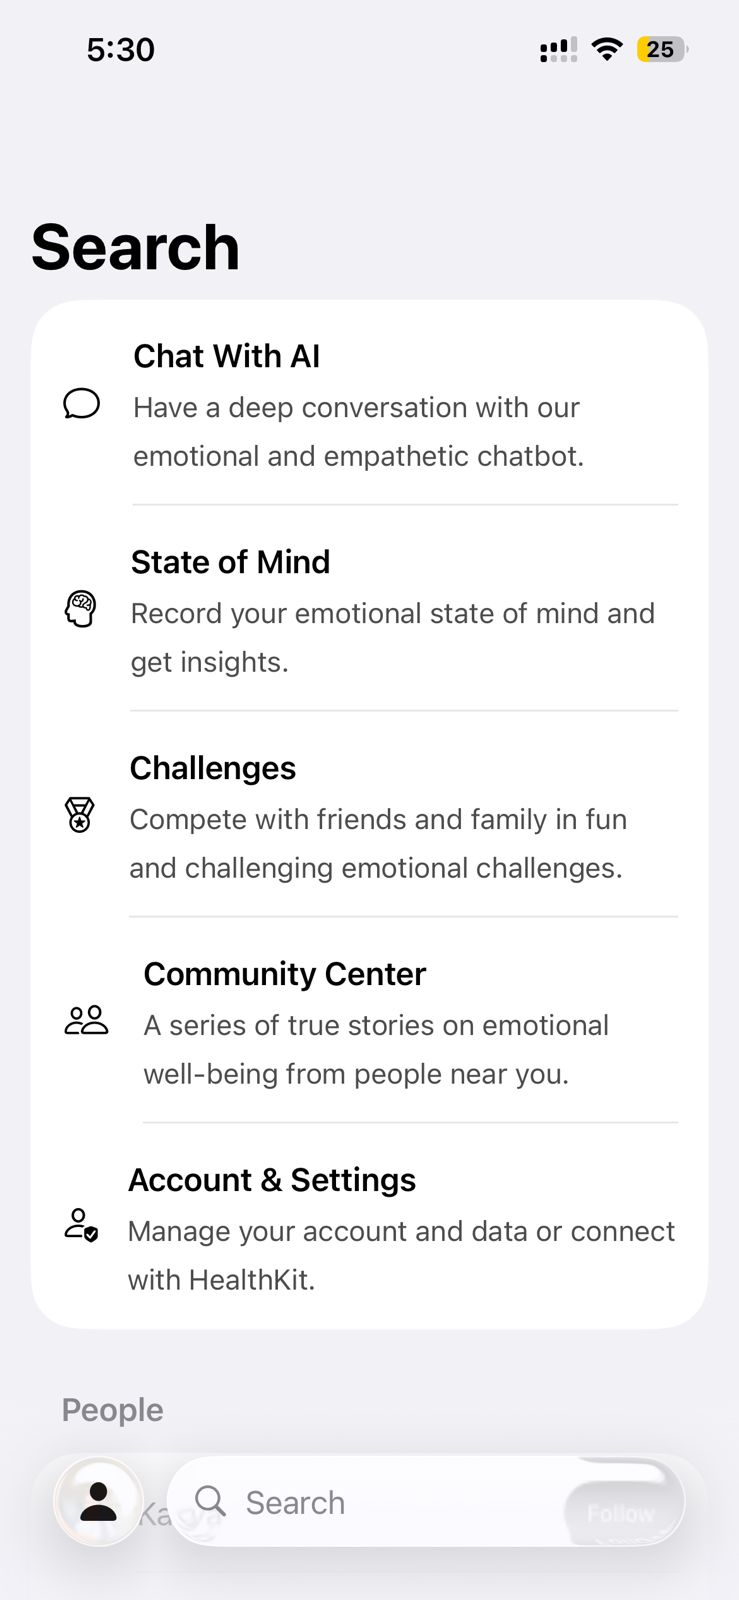 5:30
25
Search
Chat With AI
Have a deep conversation with our
emotional and empathetic chatbot.
State of Mind
Record your emotional state of mind and
get insights.
Challenges
Compete with friends and family in fun
and challenging emotional challenges.
Community Center
A series of true stories on emotional
well-being from people near you.
Account & Settings
Manage your account and data or connect
with HealthKit.
People
Search
Follow